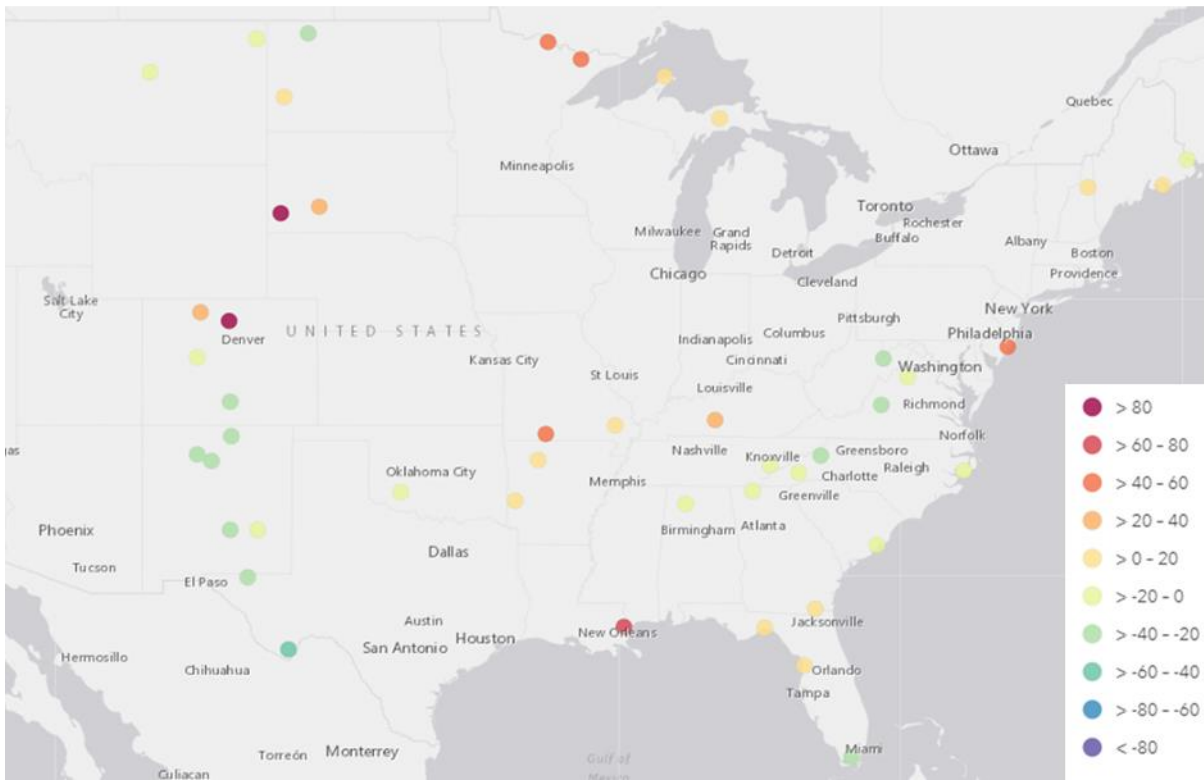 Quebec
Ottawa
Minneapolis
Toronto
Rochester
Buffalo
Milwaukee
Grand
Rapids
Albany
Detroit
Boston
Chicago
Providence
Cleveland
Salt Lake
City
New York
Pittsburgh
UNITED STATES
Columbus
Philadelphia
Denver
Indianapolis
Kansas City
Cincinnati
Washington
St Louis
Louisville
Richmond
Norfolk
Nashville
Knoxville
Greensboro
Raleigh
Oklahoma City
Charlotte
Memphis
Greenville
Phoenix
Birmingham
Atlanta
Dallas
Tucson
El Paso
Austin
Jacksonville
Houston
New Orleans
San Antonio
Hermosillo
Chihuahua
Orlando
Tampa
Miami
Torreón
Monterrey
Gulf of
Mexico
Culiacan
> 80
> 60 - 80
> 40 - 60
> 20 - 40
> 0 - 20
> -20 - 0
> -40 - -20
> -60 - -40
> -80 - -60
< -80